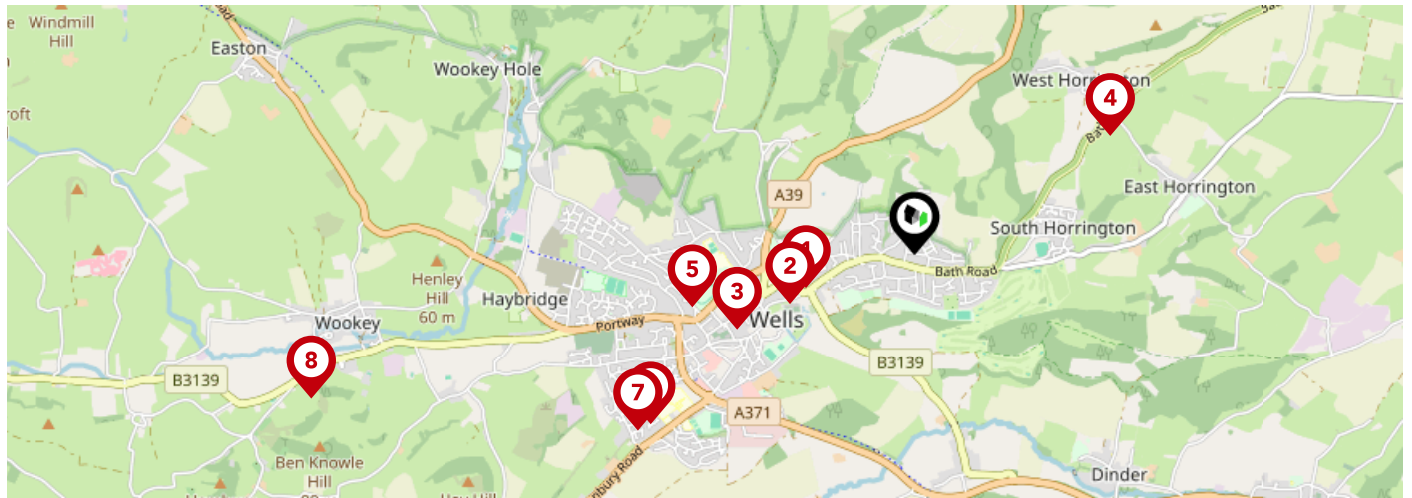 Windmill
Hill
Easton
Wookey Hole
West Horrington
4
A39
East Horrington
South Horrington
Bath Road
Henley
Hill
60 m
Haybridge
5
2
1
3
Wells
Portway
Wookey
8
B3139
B3139
7
A371
Ben Knowle
Hill
Dinder